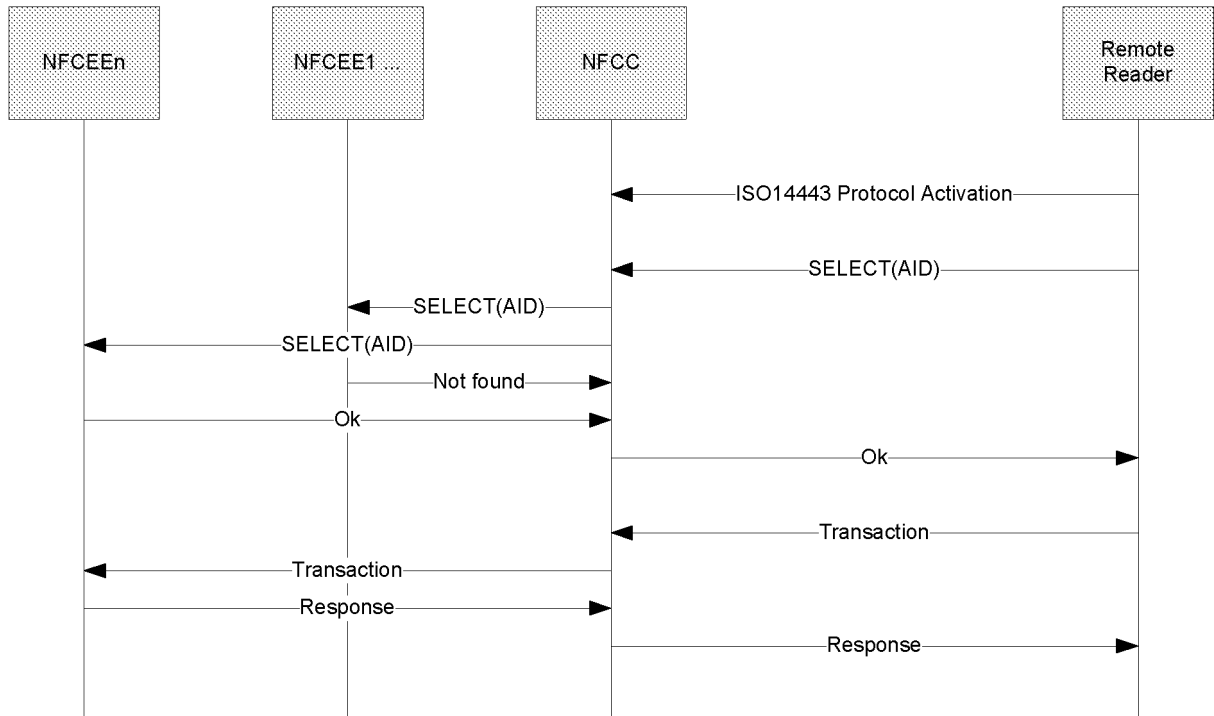 NFCEEn
NFCEE1 ...
NFCC
Remote
Reader
ISO14443 Protocol Activation
SELECT(AID)
SELECT(AID)
SELECT(AID)
Not found
Ok
Ok
Transaction
Transaction
Response
Response